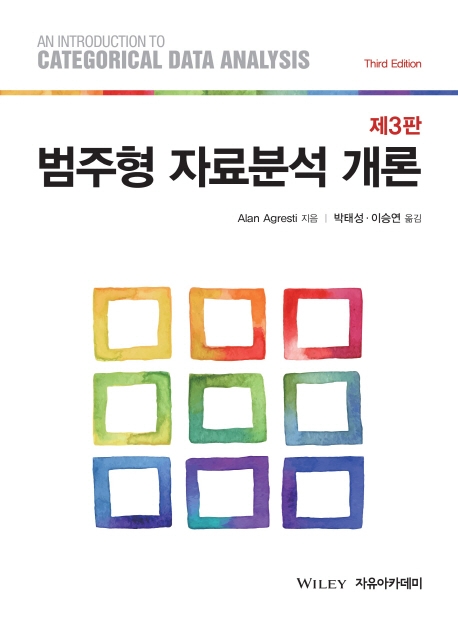 AN INTRODUCTION TO
CATEGORICAL DATA ANALYSIS
Third Edition
제3판
범주형 자료분석 개론
Alan Agresti 지음 | 박태성 · 이승연 옮김
WILEY 자유아카데미